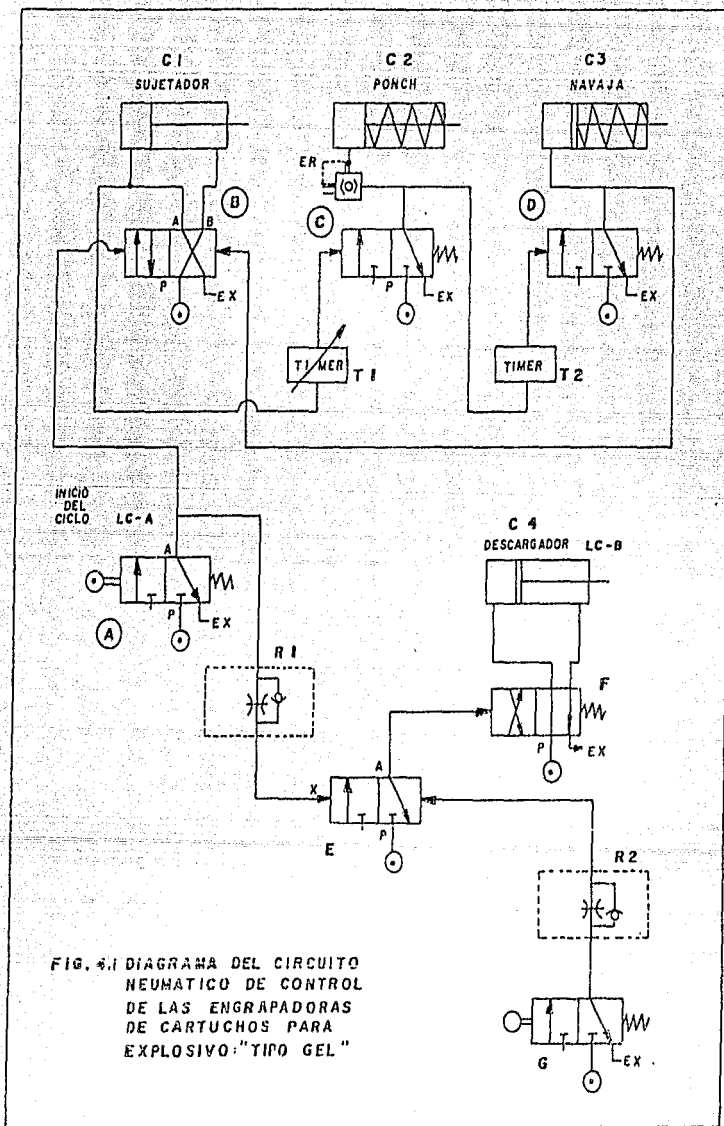 C1
SUJETADOR
C2
PONCH
C3
NAVAJA
ER
A
B
B
P
EX
C
P
EX
D
EX
TIMER
T1
TIMER
T2
INICIO
DEL
CICLO
LC-A
A
P
EX
A
R1
C4
DESCARGADOR
LC-B
F
P
EX
X
A
P
E
R2
G
EX
FIG. 4.1 DIAGRAMA DEL CIRCUITO
NEUMATICO DE CONTROL
DE LAS ENGRAPADORAS
DE CARTUCHOS PARA
EXPLOSIVO: "TIPO GEL"